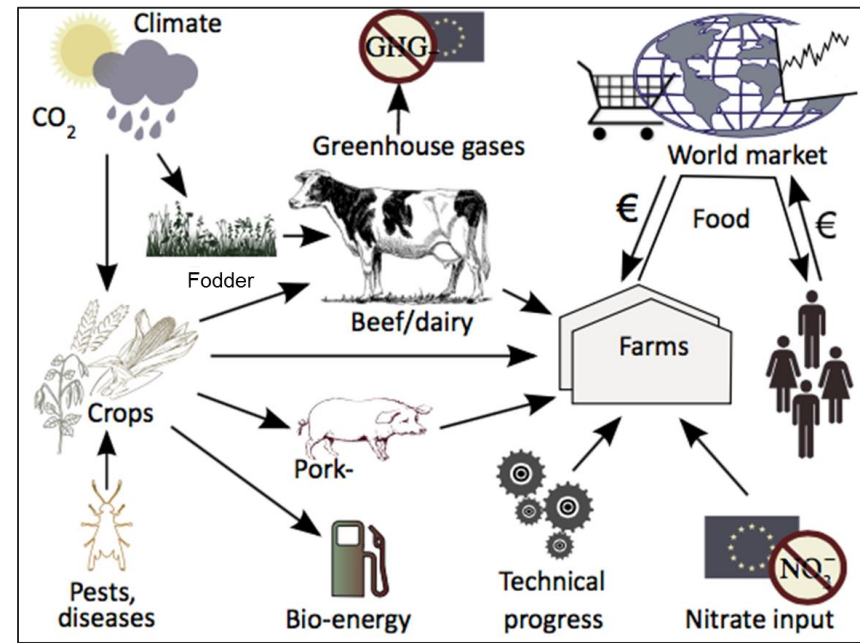 Climate
GHG
CO₂
Greenhouse gases
World market
€
Food
€
Fodder
Beef/dairy
Farms
Crops
Pork-
Pests,
diseases
Bio-energy
Technical
progress
NO₃⁻
Nitrate input